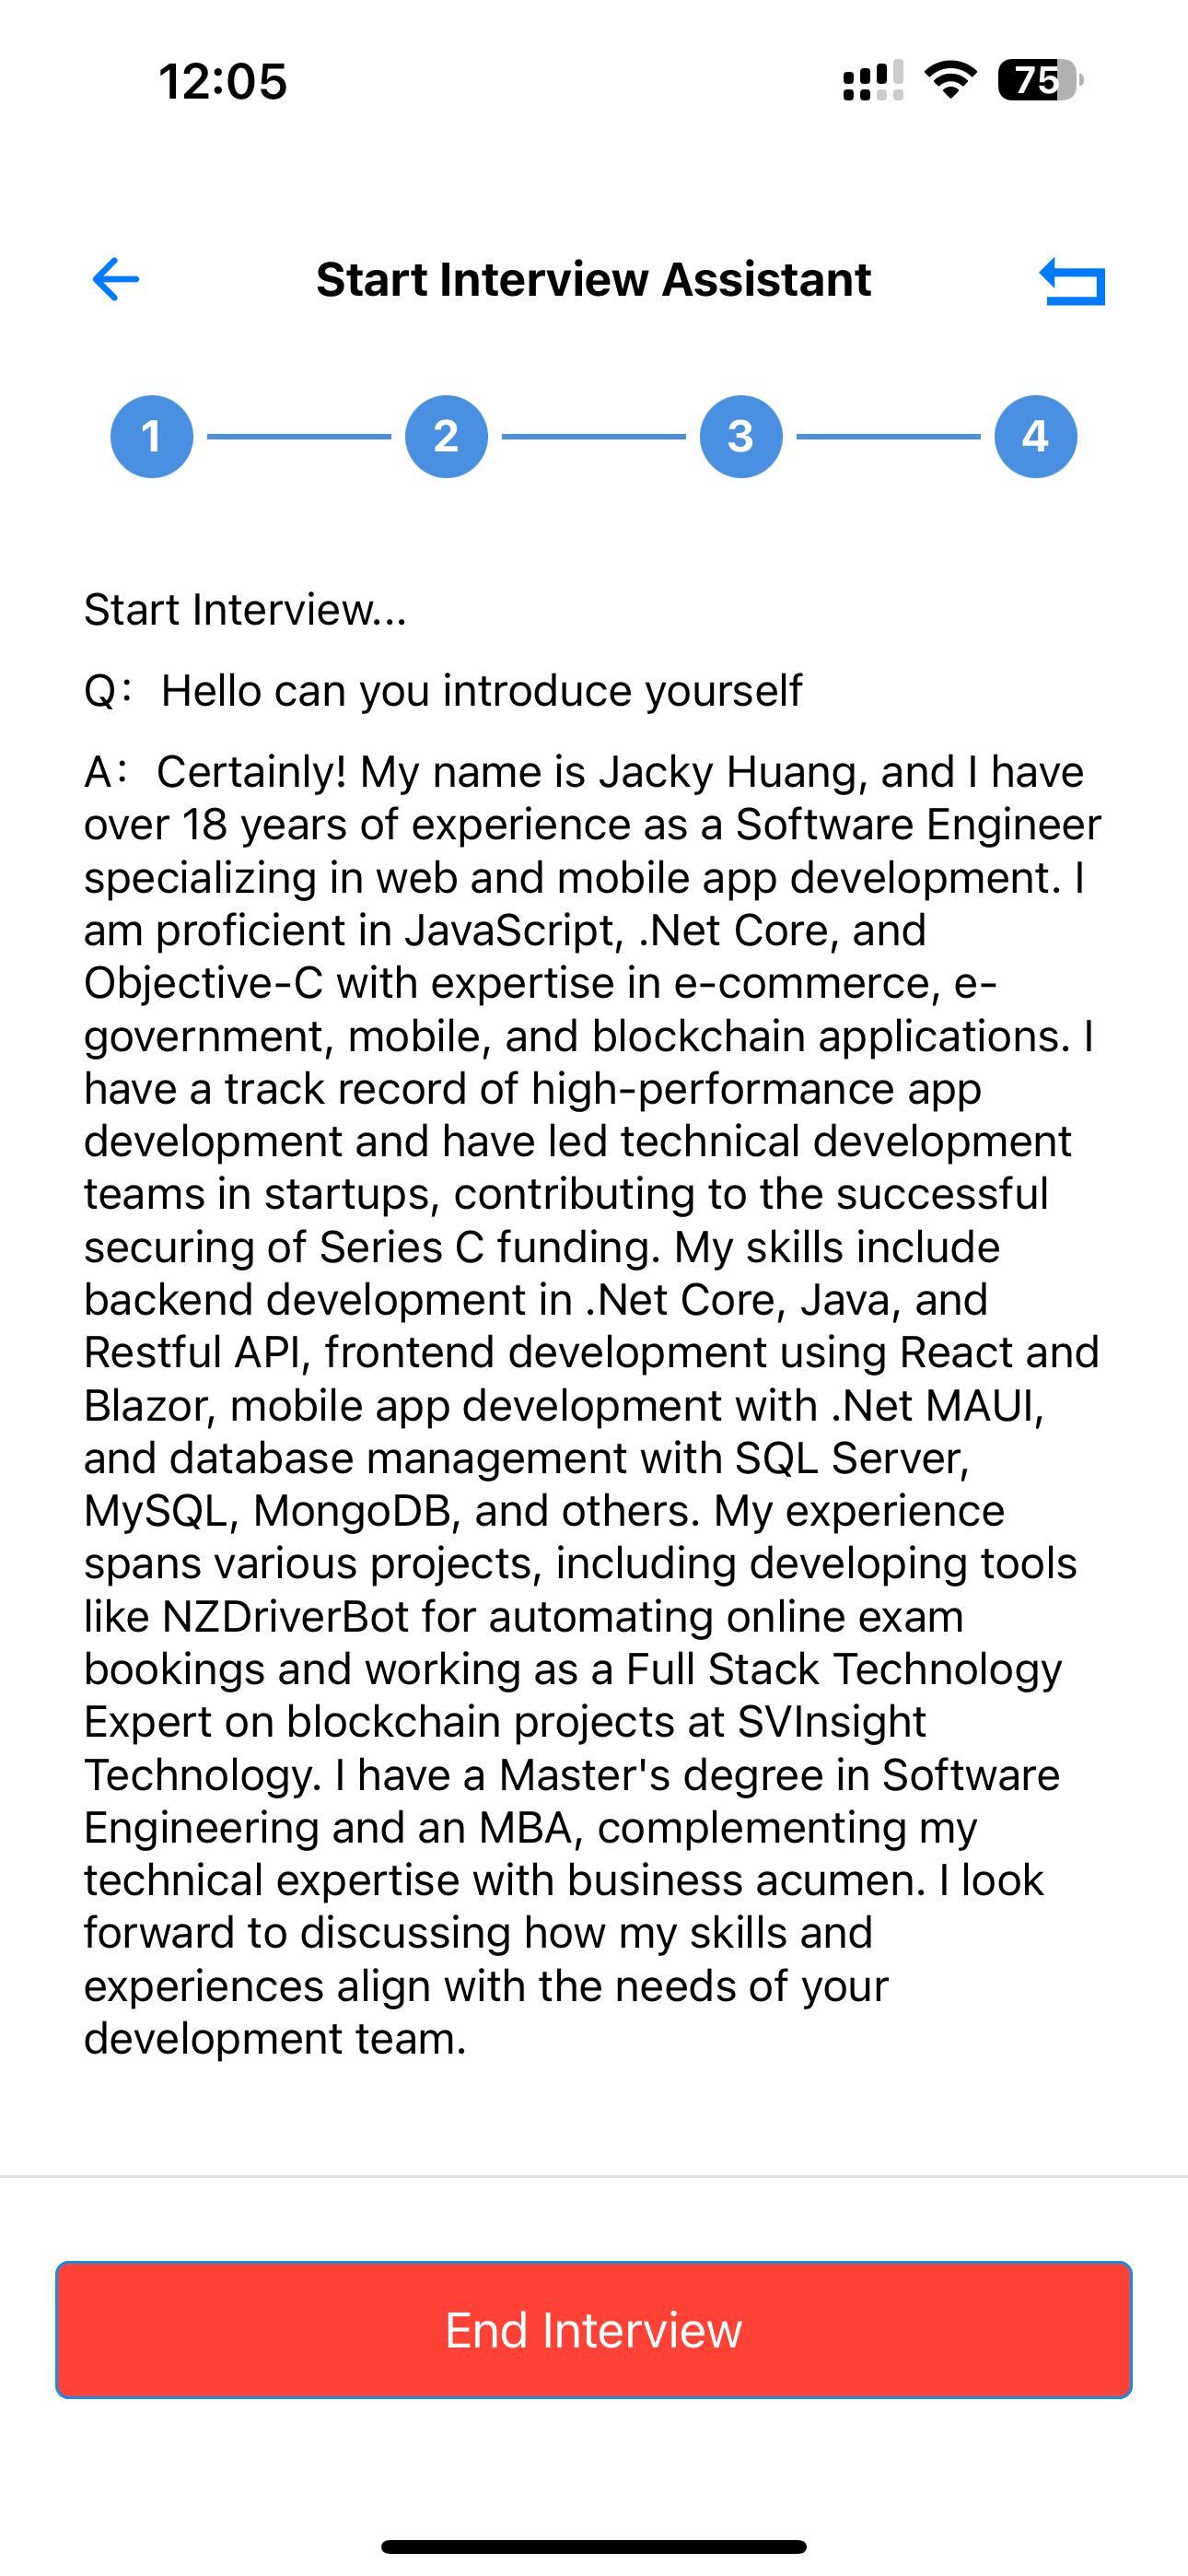 12:05
75
Start Interview Assistant
1 2 3 4
Start Interview...
Q: Hello can you introduce yourself
A: Certainly! My name is Jacky Huang, and I have
over 18 years of experience as a Software Engineer
specializing in web and mobile app development. I
am proficient in JavaScript, .Net Core, and
Objective-C with expertise in e-commerce, e-
government, mobile, and blockchain applications. I
have a track record of high-performance app
development and have led technical development
teams in startups, contributing to the successful
securing of Series C funding. My skills include
backend development in .Net Core, Java, and
Restful API, frontend development using React and
Blazor, mobile app development with .Net MAUI,
and database management with SQL Server,
MySQL, MongoDB, and others. My experience
spans various projects, including developing tools
like NZDriverBot for automating online exam
bookings and working as a Full Stack Technology
Expert on blockchain projects at SVInsight
Technology. I have a Master's degree in Software
Engineering and an MBA, complementing my
technical expertise with business acumen. I look
forward to discussing how my skills and
experiences align with the needs of your
development team.
End Interview